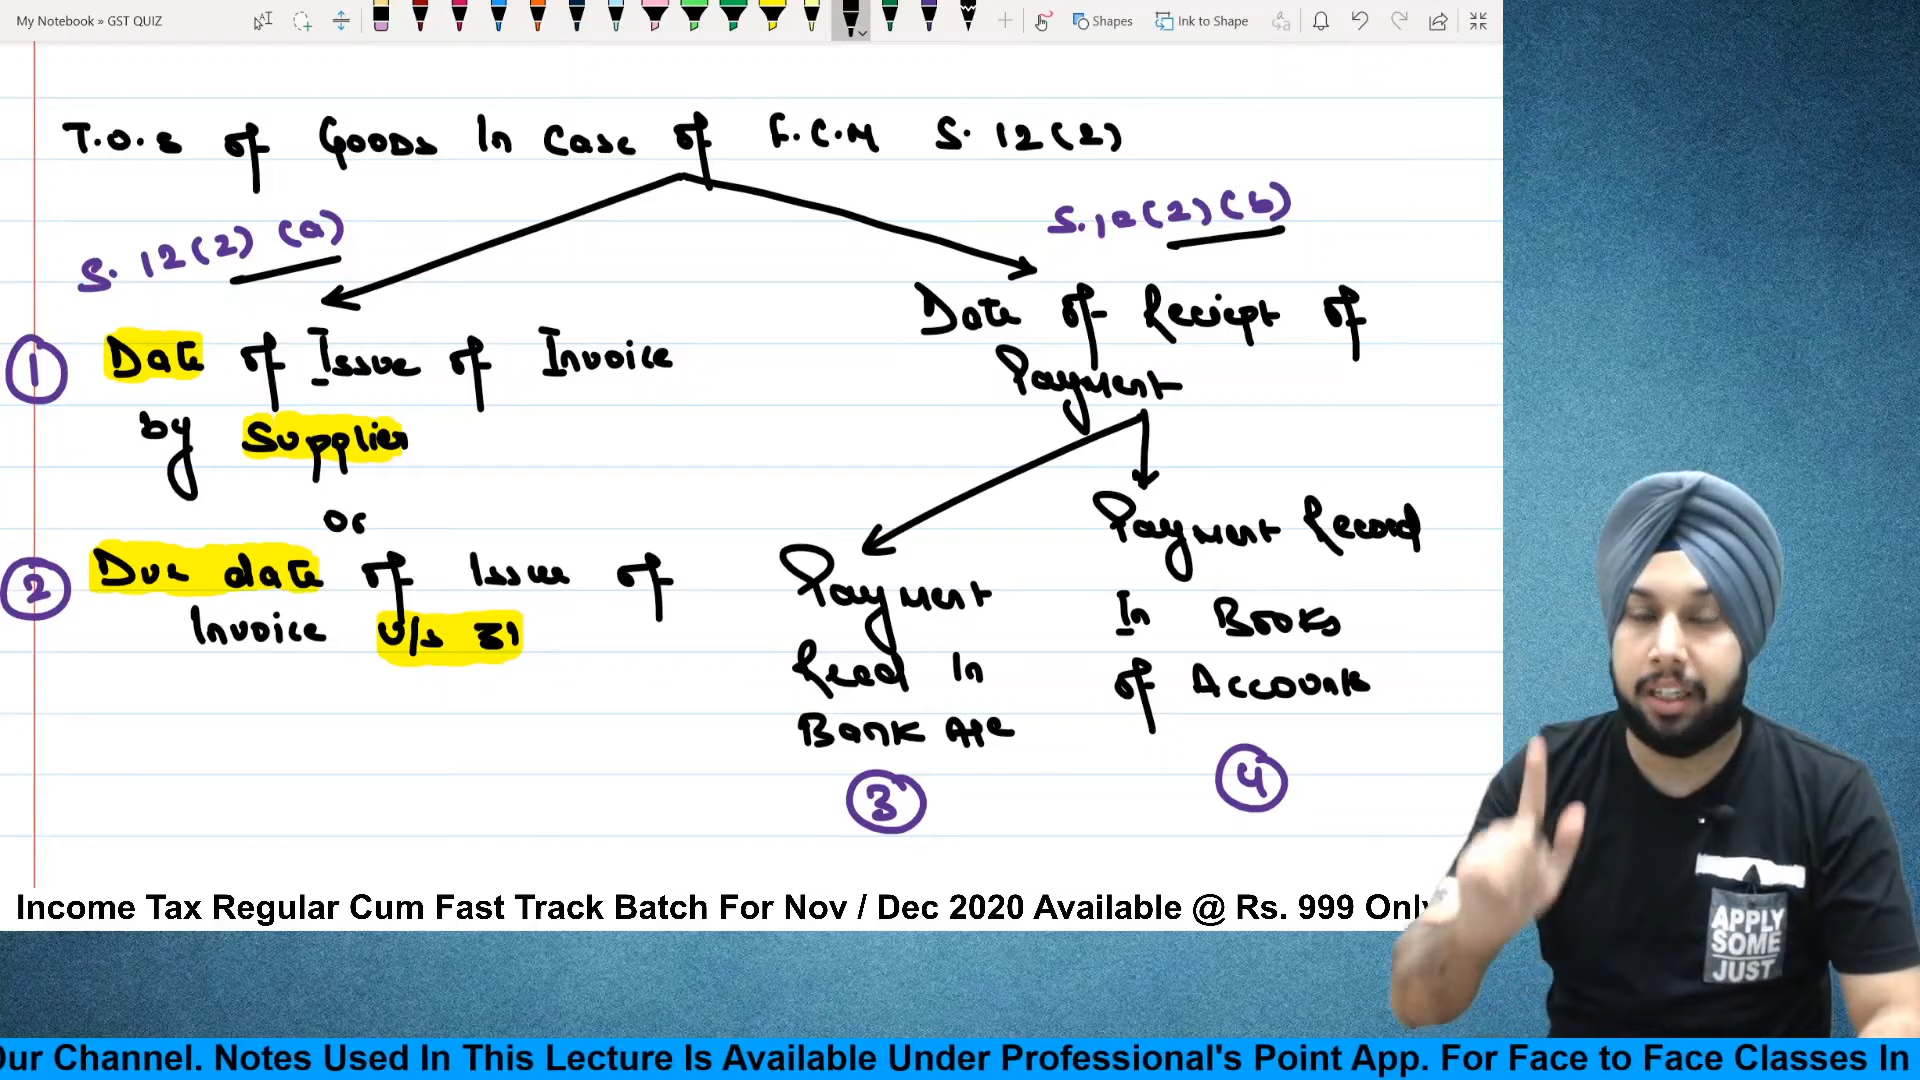 My Notebook » GST QUIZ
Shapes
Ink to Shape
T.O.S of Goods In Case of F.C.M S. 12(2)
S. 12(2) (a)
S. 12(2)(b)
1 Date of Issue of Invoice
by Supplier
or
2 Due date of Issue of
Invoice U/s 31
Date of Reciept of
Payment
Payment
Recd In
Bank A/c
3
Payment Record
In Books
of Accounts
4
Income Tax Regular Cum Fast Track Batch For Nov / Dec 2020 Available @ Rs. 999 Only
APPLY
SOME
JUST
Our Channel. Notes Used In This Lecture Is Available Under Professional's Point App. For Face to Face Classes In